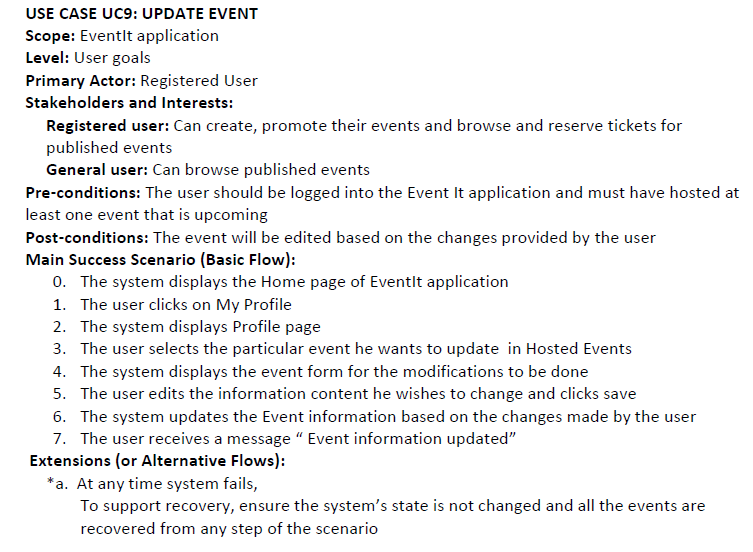 USE CASE UC9: UPDATE EVENT
Scope: EventIt application
Level: User goals
Primary Actor: Registered User
Stakeholders and Interests:
Registered user: Can create, promote their events and browse and reserve tickets for
published events
General user: Can browse published events
Pre-conditions: The user should be logged into the Event It application and must have hosted at
least one event that is upcoming
Post-conditions: The event will be edited based on the changes provided by the user
Main Success Scenario (Basic Flow):
0. The system displays the Home page of EventIt application
1. The user clicks on My Profile
2. The system displays Profile page
3. The user selects the particular event he wants to update in Hosted Events
4. The system displays the event form for the modifications to be done
5. The user edits the information content he wishes to change and clicks save
6. The system updates the Event information based on the changes made by the user
7. The user receives a message “ Event information updated”
Extensions (or Alternative Flows):
*a. At any time system fails,
To support recovery, ensure the system’s state is not changed and all the events are
recovered from any step of the scenario